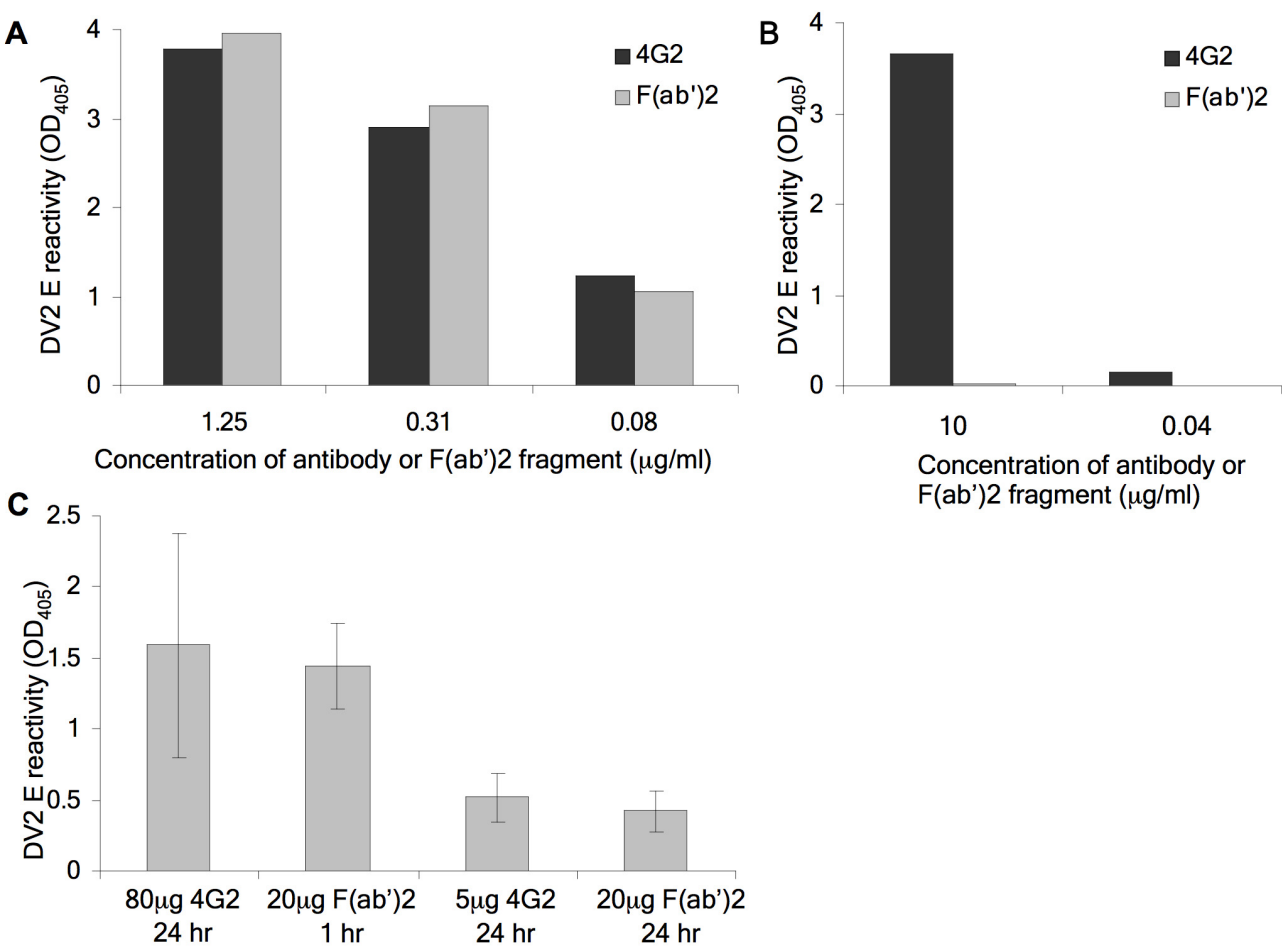 A
4
3
2
1
0
DV2 E reactivity (OD405)
4G2
F(ab')2
1.25 0.31 0.08
Concentration of antibody or F(ab’)2 fragment (μg/ml)
B
4
3
2
1
0
DV2 E reactivity (OD405)
4G2
F(ab')2
10 0.04
Concentration of antibody or
F(ab’)2 fragment (μg/ml)
C
2.5
2
1.5
1
0.5
0
DV2 E reactivity (OD405)
80μg 4G2 20μg F(ab’)2 5μg 4G2 20μg F(ab’)2
24 hr 1 hr 24 hr 24 hr